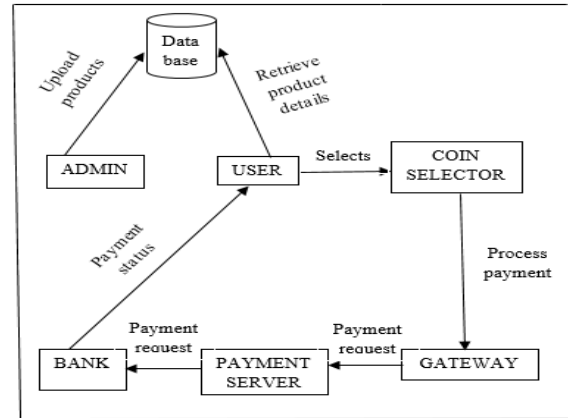 Data
base
Upload
products
Retrieve
product
details
ADMIN
USER
Selects
COIN
SELECTOR
Payment
status
Process
payment
Payment
request
Payment
request
BANK
PAYMENT
SERVER
GATEWAY